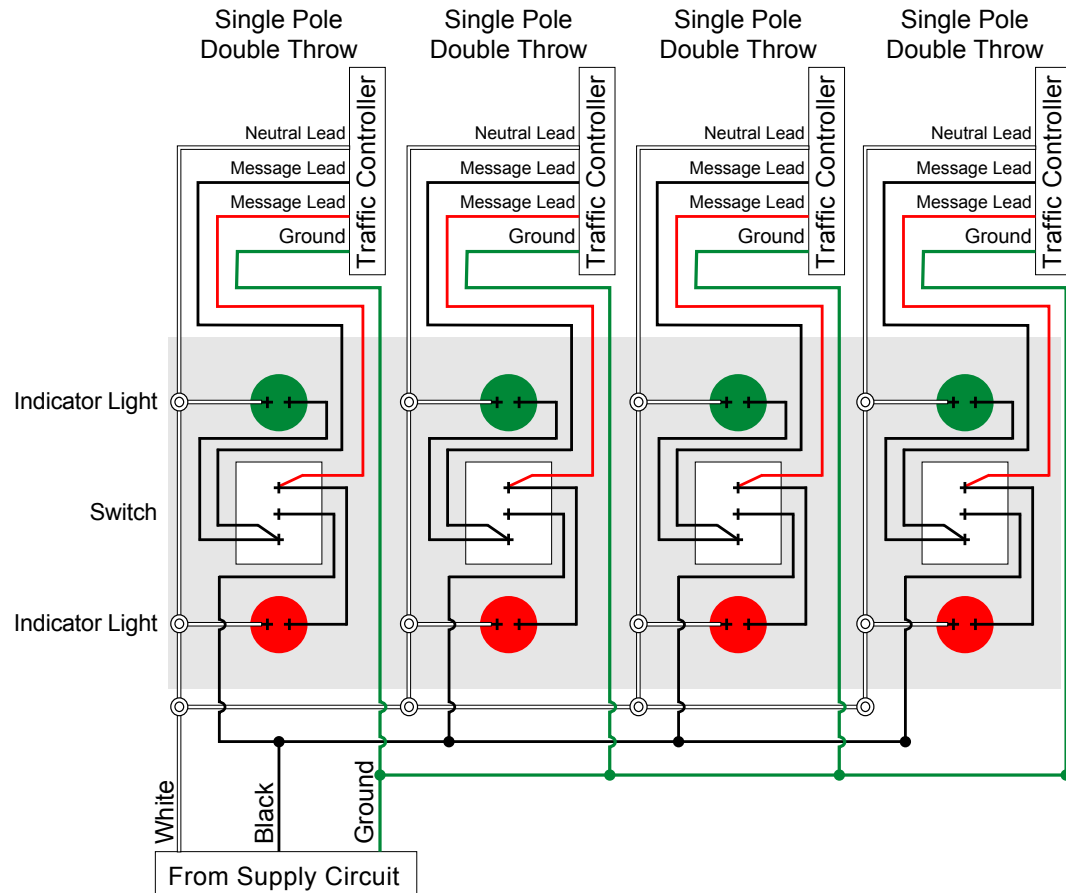 Single Pole
Double Throw
Single Pole
Double Throw
Single Pole
Double Throw
Single Pole
Double Throw
Neutral Lead
Message Lead
Message Lead
Ground
Traffic Controller
Neutral Lead
Message Lead
Message Lead
Ground
Traffic Controller
Neutral Lead
Message Lead
Message Lead
Ground
Traffic Controller
Neutral Lead
Message Lead
Message Lead
Ground
Traffic Controller
Indicator Light
Switch
Indicator Light
White
Black
Ground
From Supply Circuit